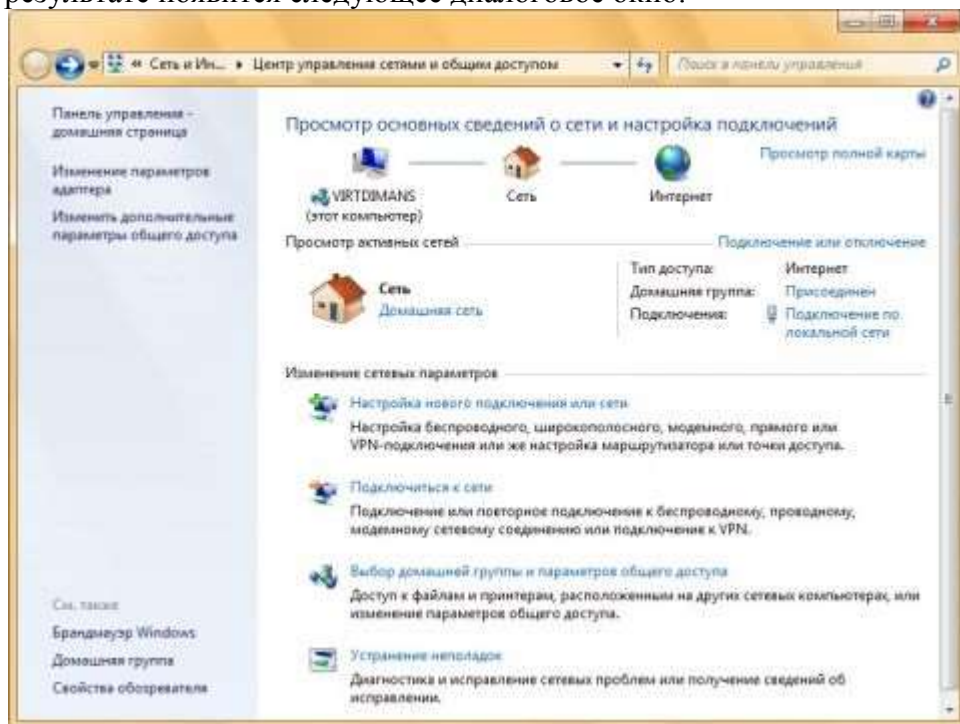 результате появится следующее диалоговое окно:
« Сеть и Ин... ▸ Центр управления сетями и общим доступом
Поиск в панели управления
Панель управления -
домашняя страница
Изменение параметров
адаптера
Изменить дополнительные
параметры общего доступа
Просмотр основных сведений о сети и настройка подключений
Просмотр полной карты
VIRTDIMANS
(этот компьютер)
Сеть
Интернет
Просмотр активных сетей
Подключение или отключение
Сеть
Домашняя сеть
Тип доступа: Интернет
Домашняя группа: Присоединен
Подключения: Подключение по
локальной сети
Изменение сетевых параметров
Настройка нового подключения или сети
Настройка беспроводного, широкополосного, модемного, прямого или
VPN-подключения или же настройка маршрутизатора или точки доступа.
Подключиться к сети
Подключение или повторное подключение к беспроводному, проводному,
модемному сетевому соединению или подключение к VPN.
Выбор домашней группы и параметров общего доступа
Доступ к файлам и принтерам, расположенным на других сетевых компьютерах, или
изменение параметров общего доступа.
Устранение неполадок
Диагностика и исправление сетевых проблем или получение сведений об
исправлении.
См. также
Брандмауэр Windows
Домашняя группа
Свойства обозревателя